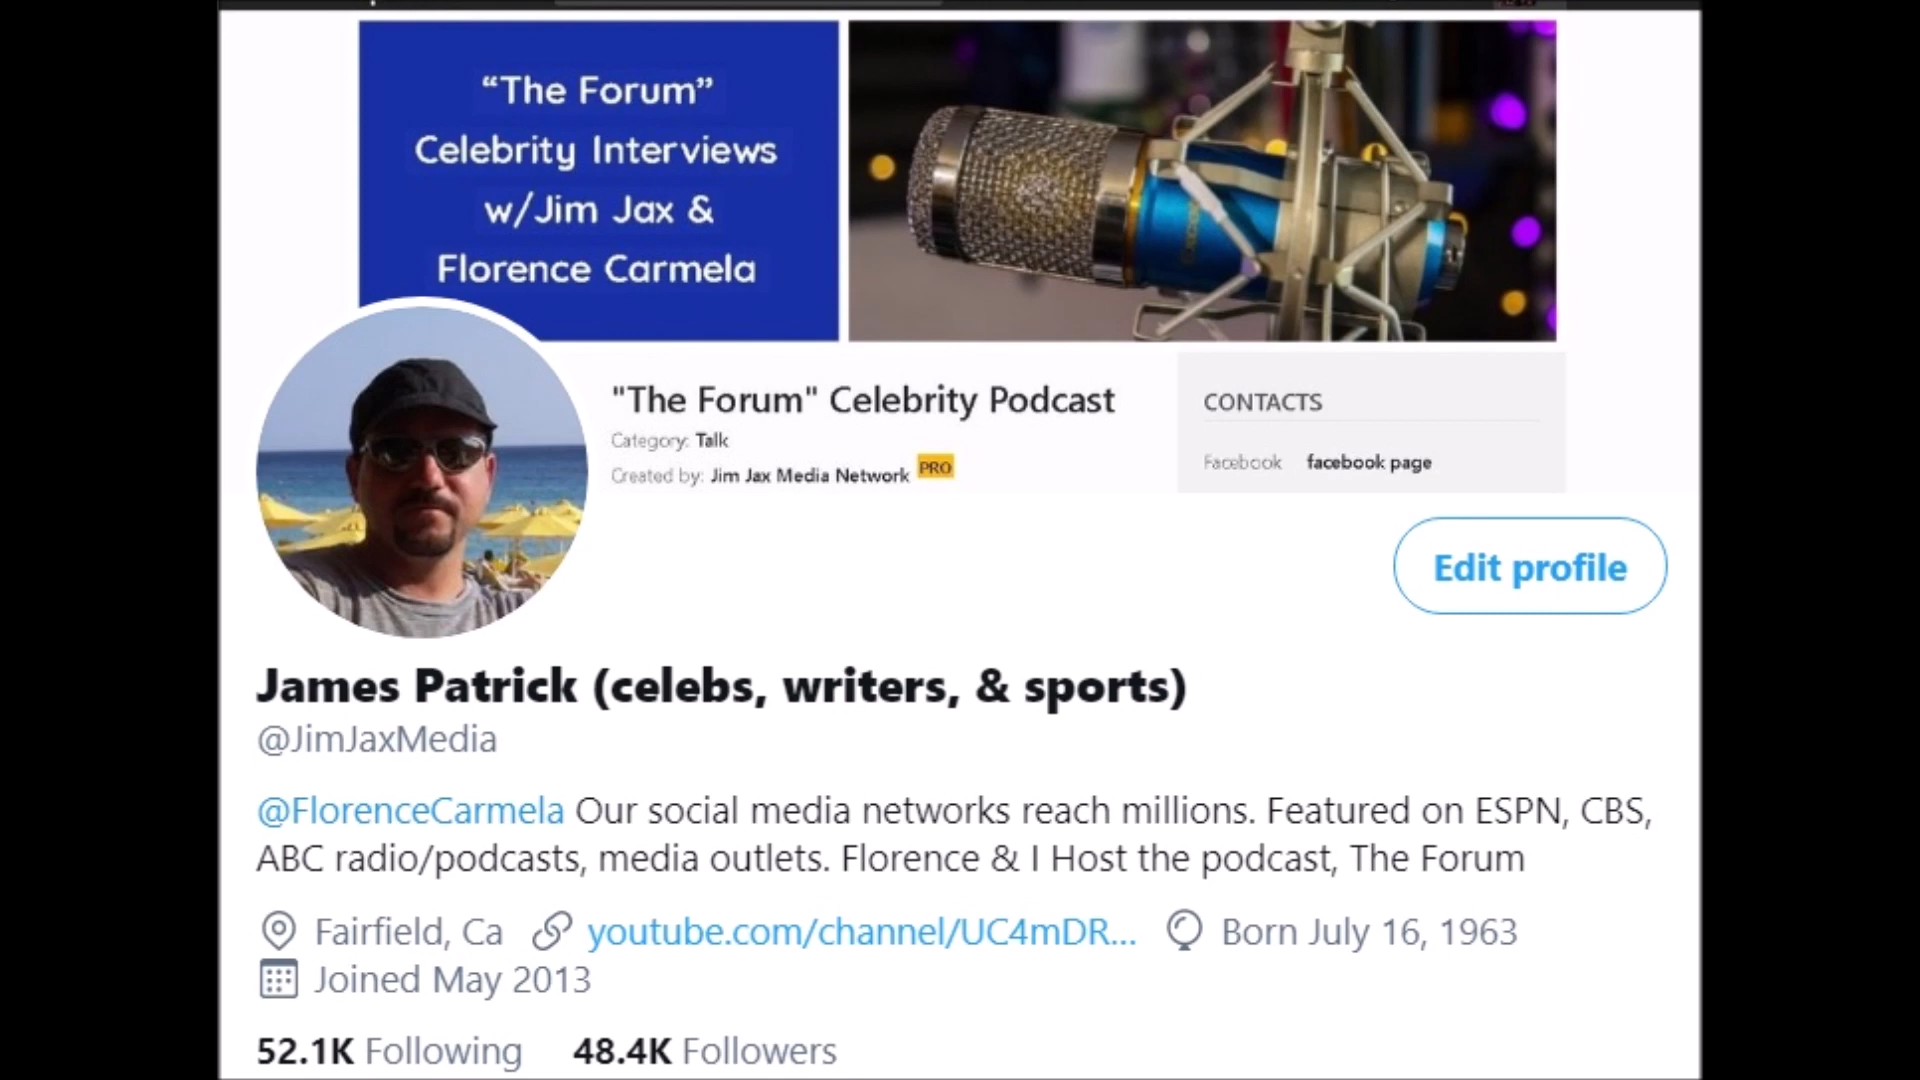 “The Forum”
Celebrity Interviews
w/Jim Jax &
Florence Carmela
"The Forum" Celebrity Podcast
Category: Talk
Created by: Jim Jax Media Network PRO
CONTACTS
Facebook facebook page
Edit profile
James Patrick (celebs, writers, & sports)
@JimJaxMedia
@FlorenceCarmela Our social media networks reach millions. Featured on ESPN, CBS,
ABC radio/podcasts, media outlets. Florence & I Host the podcast, The Forum
Fairfield, Ca youtube.com/channel/UC4mDR... Born July 16, 1963
Joined May 2013
52.1K Following 48.4K Followers